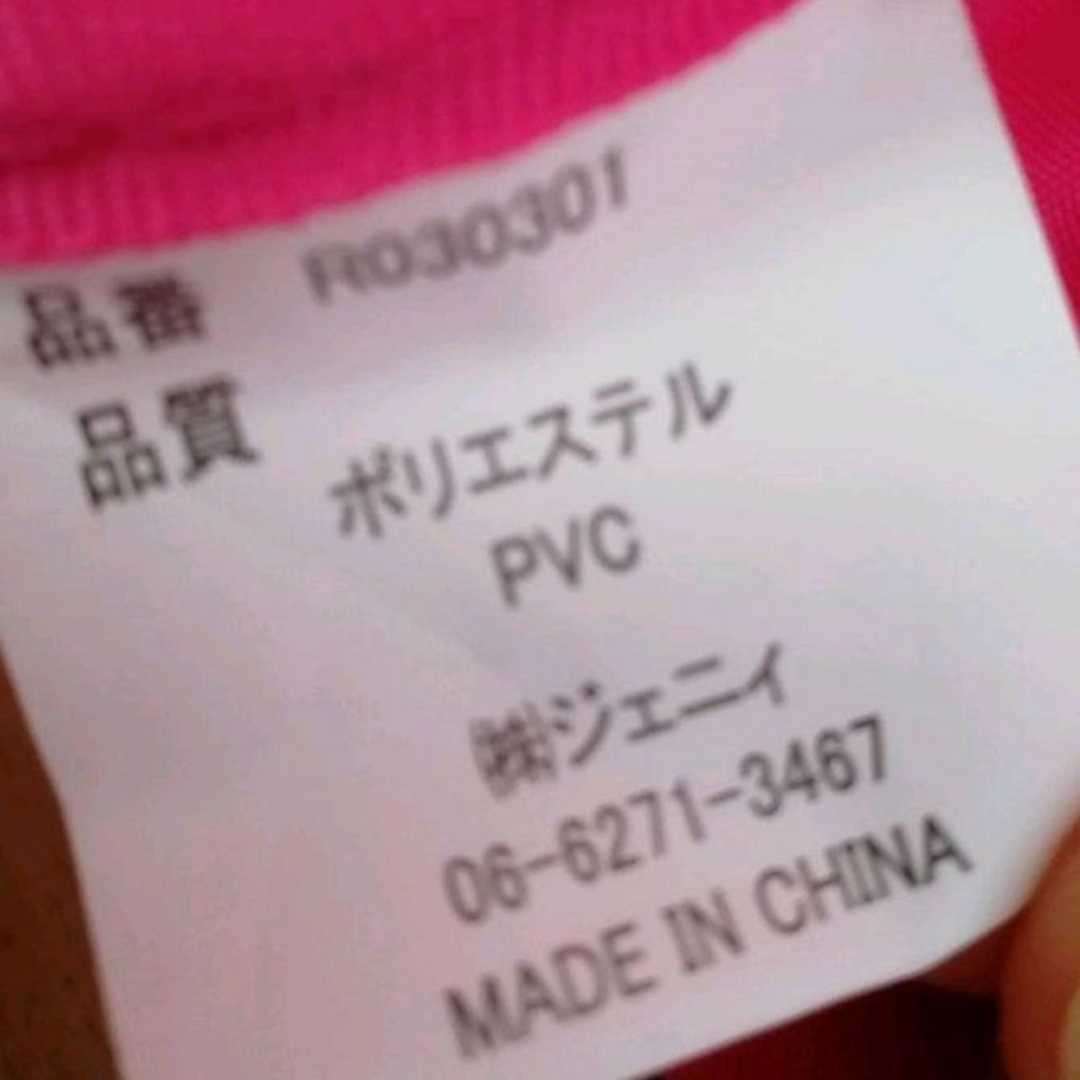 品番 R030301
品質 ポリエステル
PVC
㈱ジェニィ
06-6271-3467
MADE IN CHINA